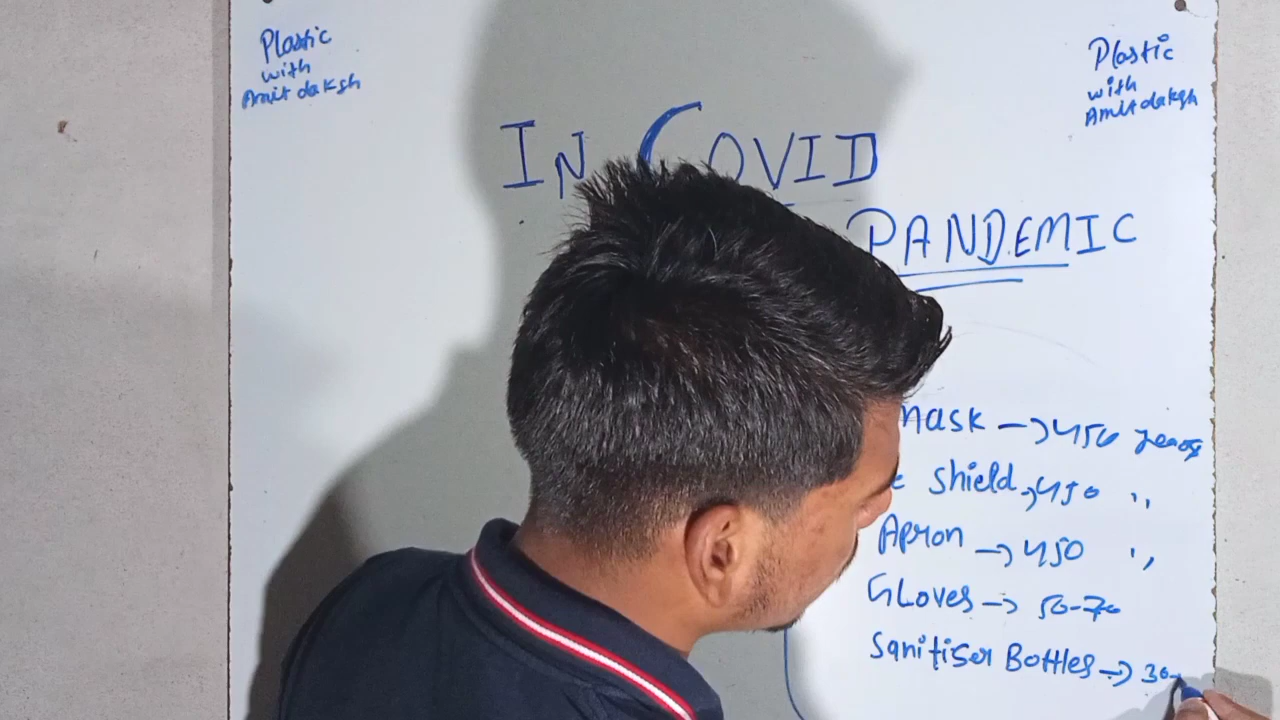 Plastic
with
Amit daksh
Plastic
with
Amit daksh
In COVID
PANDEMIC
mask → 450 years
e shield → 450 ,,
Apron → 450 ,,
Gloves → 50-70
Sanitiser Bottles → 30-